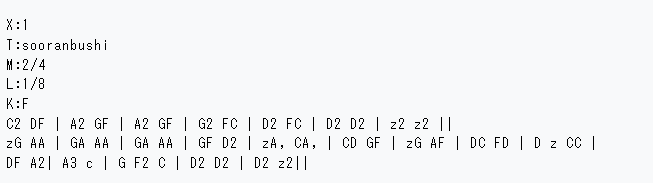 X:1
T:sooranbushi
M:2/4
L:1/8
K:F
C2 DF | A2 GF | A2 GF | G2 FC | D2 FC | D2 D2 | z2 z2 ||
zG AA | GA AA | GA AA | GF D2 | zA, CA, | CD GF | zG AF | DC FD | D z CC |
DF A2| A3 c | G F2 C | D2 D2 | D2 z2||